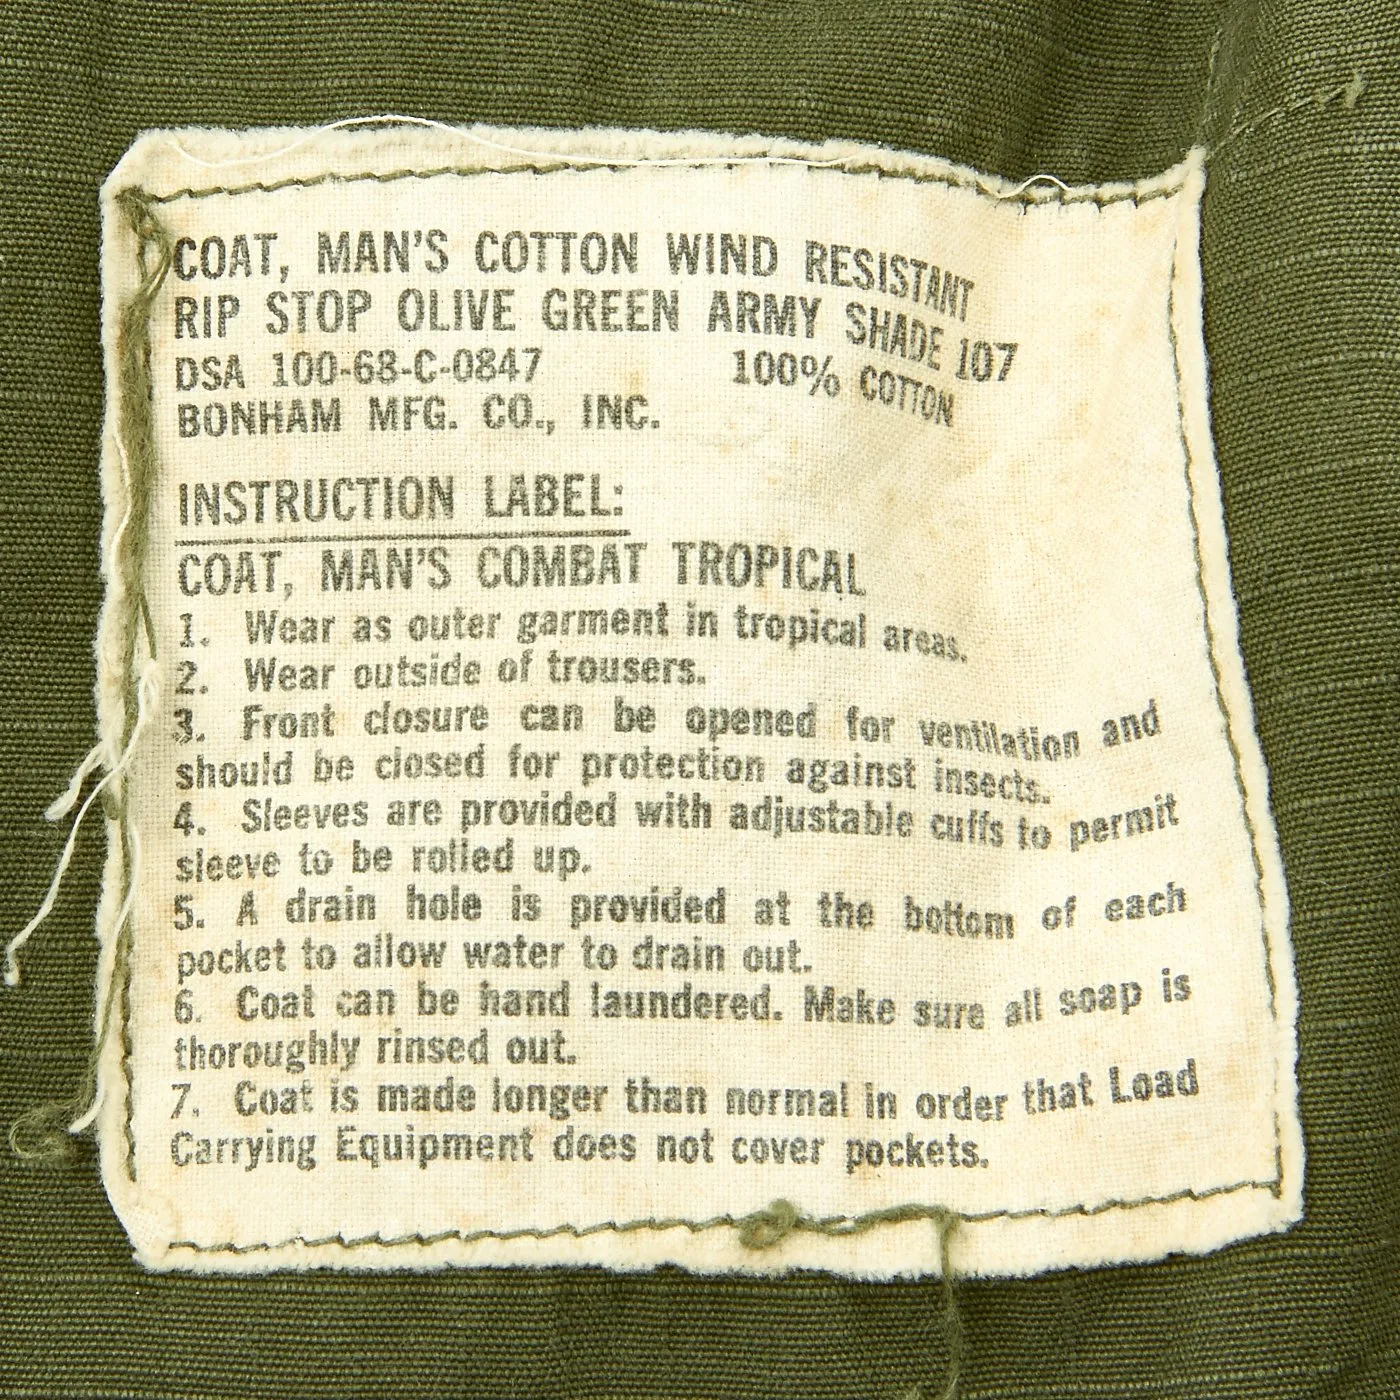 COAT, MAN'S COTTON WIND RESISTANT
RIP STOP OLIVE GREEN ARMY SHADE 107
DSA 100-68-C-0847 100% COTTON
BONHAM MFG. CO., INC.
INSTRUCTION LABEL:
COAT, MAN'S COMBAT TROPICAL
1. Wear as outer garment in tropical areas.
2. Wear outside of trousers.
3. Front closure can be opened for ventilation and
should be closed for protection against insects.
4. Sleeves are provided with adjustable cuffs to permit
sleeve to be rolled up.
5. A drain hole is provided at the bottom of each
pocket to allow water to drain out.
6. Coat can be hand laundered. Make sure all soap is
thoroughly rinsed out.
7. Coat is made longer than normal in order that Load
Carrying Equipment does not cover pockets.